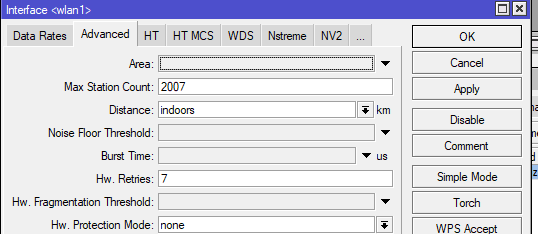 Interface <wlan1>
Data Rates Advanced HT HT MCS WDS Nstreme NV2 ...
OK
Area:
Cancel
Max Station Count: 2007
Apply
Distance: indoors km
Noise Floor Threshold:
Disable
Burst Time: us
Comment
Hw. Retries: 7
Simple Mode
Hw. Fragmentation Threshold:
Torch
Hw. Protection Mode: none
WPS Accept